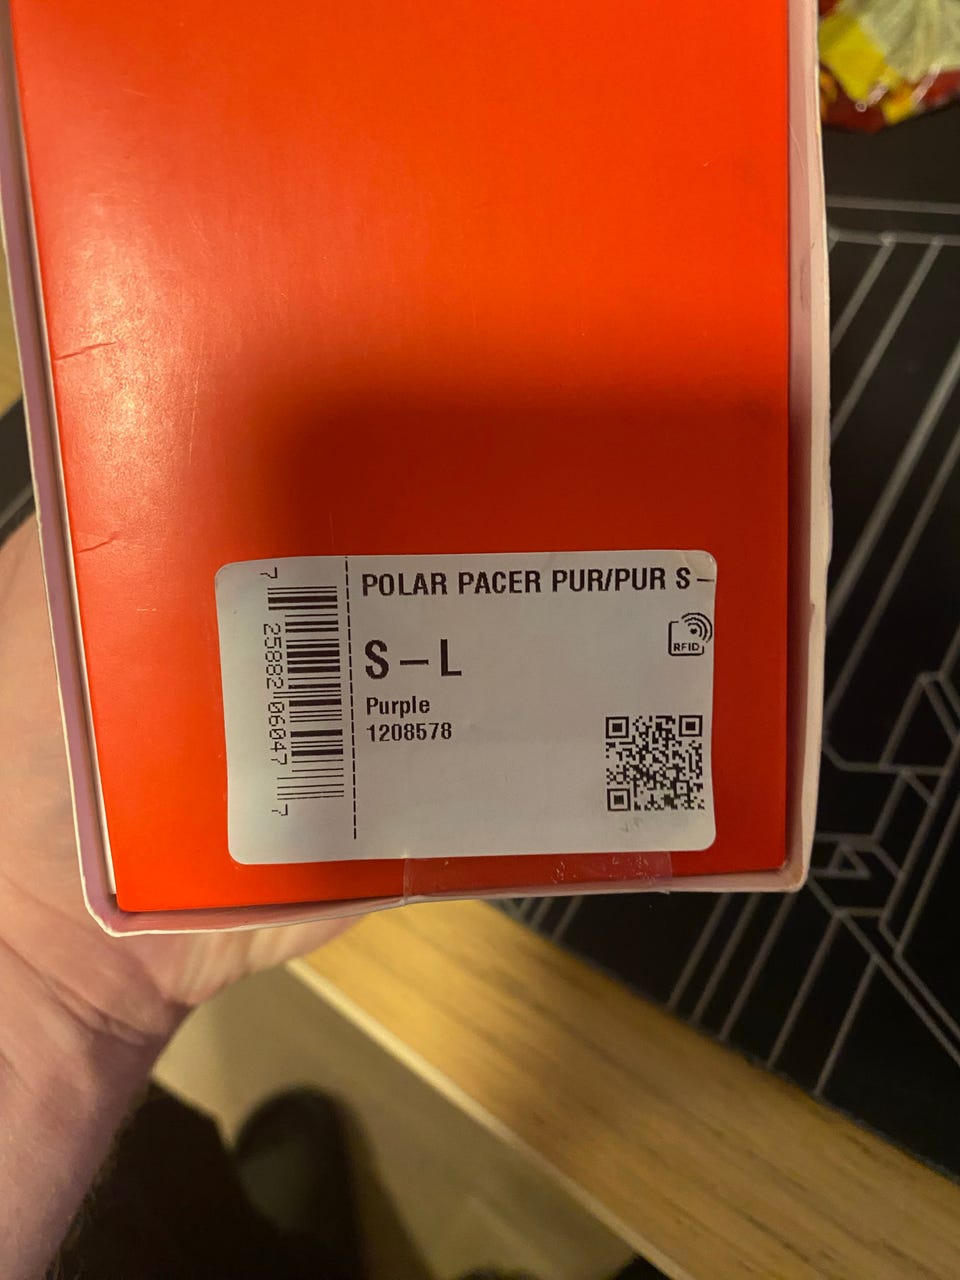 POLAR PACER PUR/PUR S –
RFID
S – L
Purple
1208578
7 25882 06047 7